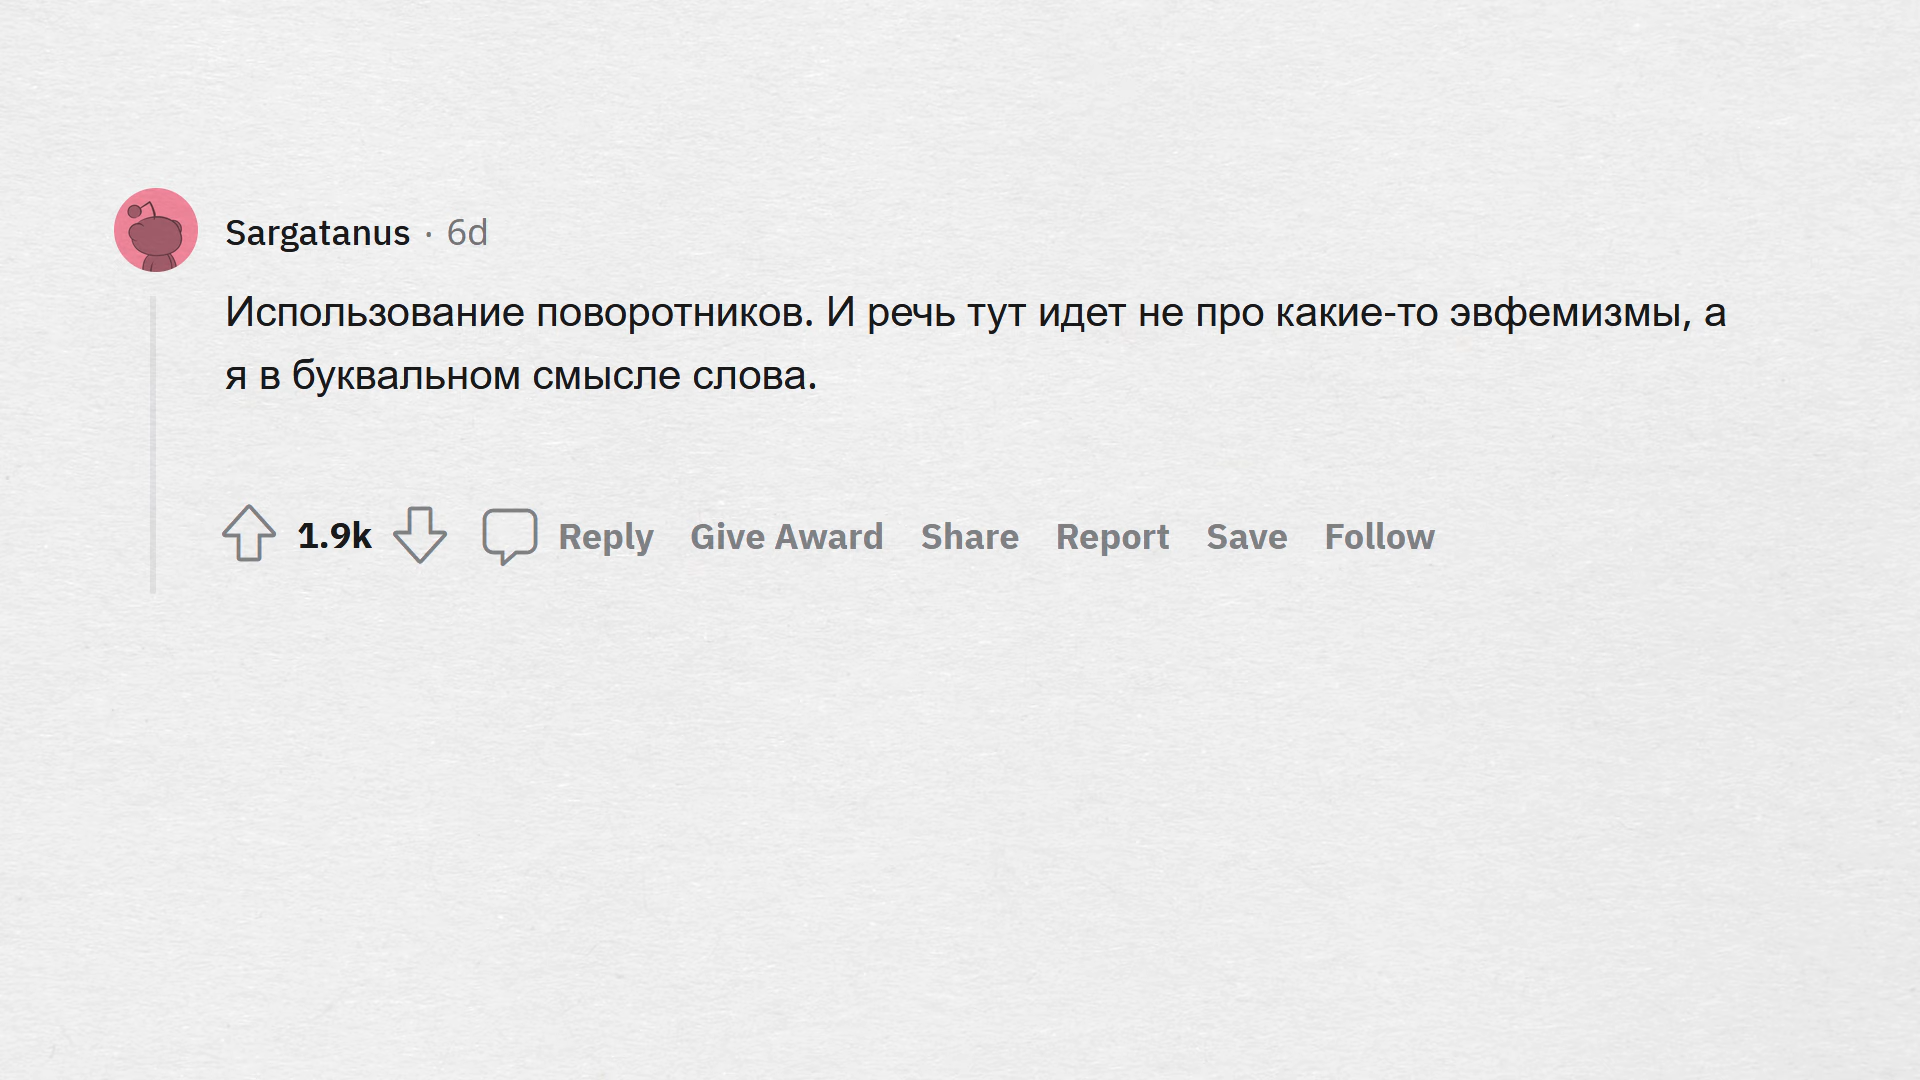 Sargatanus · 6d
Использование поворотников. И речь тут идет не про какие-то эвфемизмы, а
я в буквальном смысле слова.
1.9k Reply Give Award Share Report Save Follow